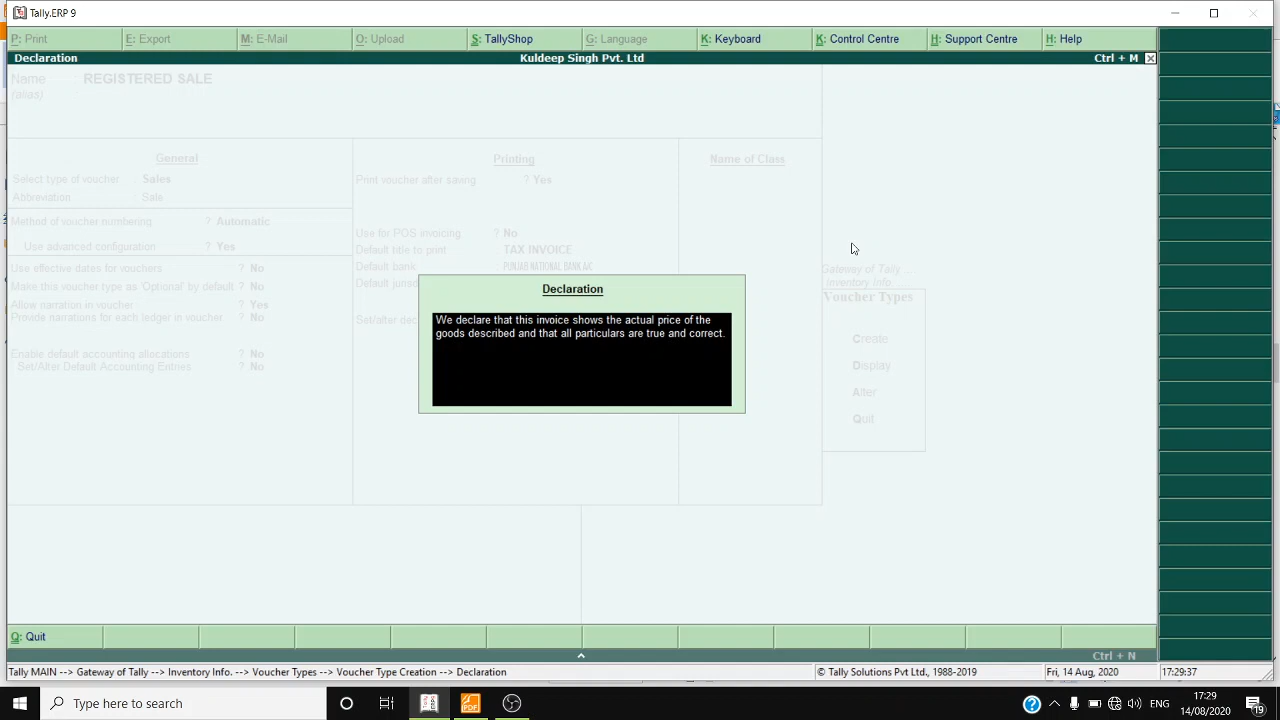 Tally.ERP 9
P: Print
E: Export
M: E-Mail
O: Upload
S: TallyShop
G: Language
K: Keyboard
K: Control Centre
H: Support Centre
H: Help
Declaration
Kuldeep Singh Pvt. Ltd
Ctrl + M
Name : REGISTERED SALE
(alias)
General
Printing
Name of Class
Select type of voucher : Sales
Print voucher after saving ? Yes
Abbreviation : Sale
Method of voucher numbering ? Automatic
Use for POS invoicing ? No
Use advanced configuration ? Yes
Default title to print : TAX INVOICE
Default bank : PUNJAB NATIONAL BANK A/C
Use effective dates for vouchers ? No
Make this voucher type as 'Optional' by default ? No
Default
Allow narration in voucher ? Yes
Provide narrations for each ledger in voucher ? No
Set/alter
Enable default accounting allocations ? No
Set/Alter Default Accounting Entries ? No
Declaration
We declare that this invoice shows the actual price of the
goods described and that all particulars are true and correct.
Gateway of Tally ....
Inventory Info. ......
Voucher Types
Create
Display
Alter
Quit
Q: Quit
Ctrl + N
Tally MAIN --> Gateway of Tally --> Inventory Info. --> Voucher Types --> Voucher Type Creation --> Declaration
© Tally Solutions Pvt Ltd., 1988-2019
Fri, 14 Aug, 2020
17:29:37
Type here to search
ENG
17:29
14/08/2020
19